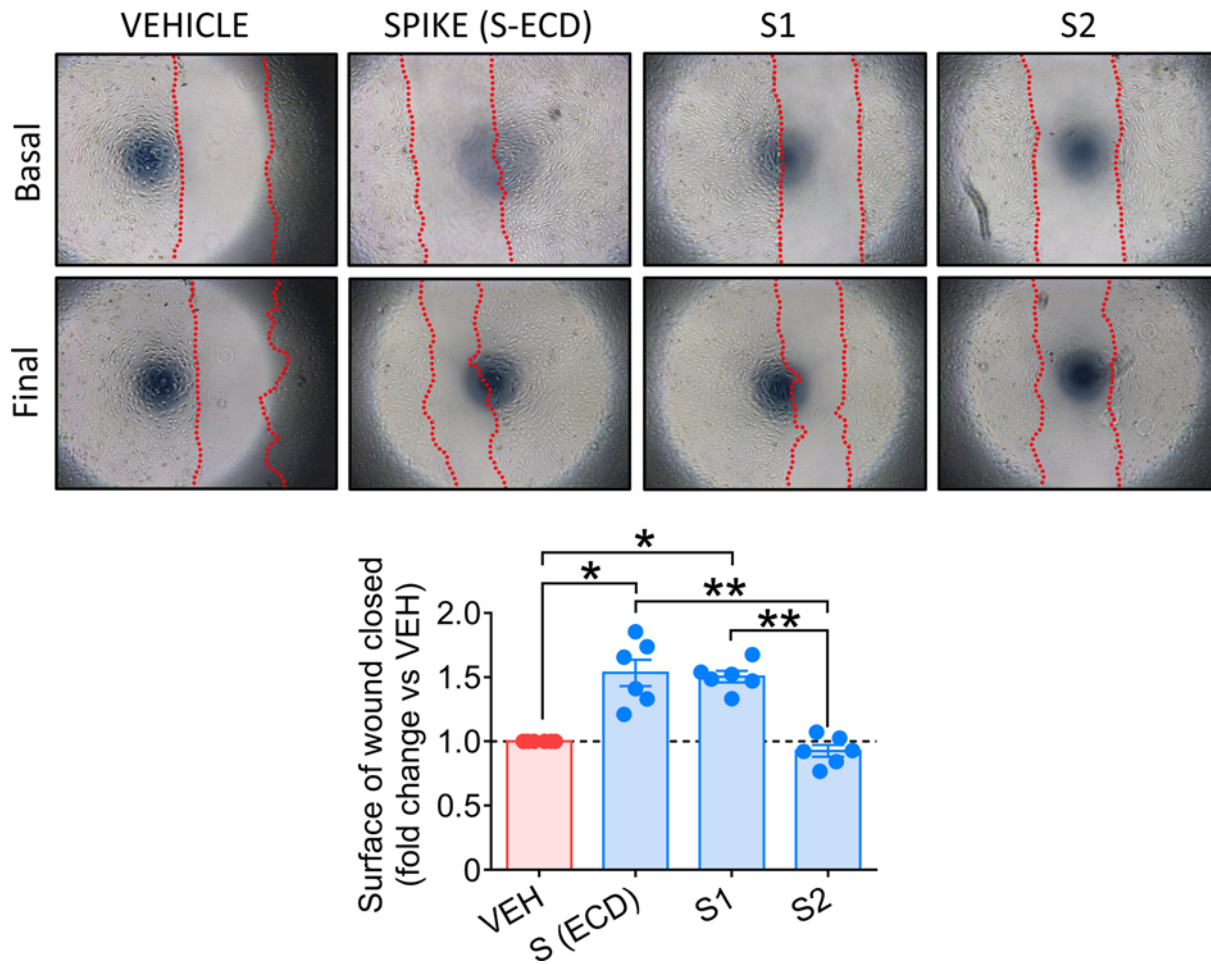 VEHICLE
SPIKE (S-ECD)
S1
S2
Basal
Final
*
*
**
**
Surface of wound closed
(fold change vs VEH)
2.0
1.5
1.0
0.5
0
VEH
S (ECD)
S1
S2